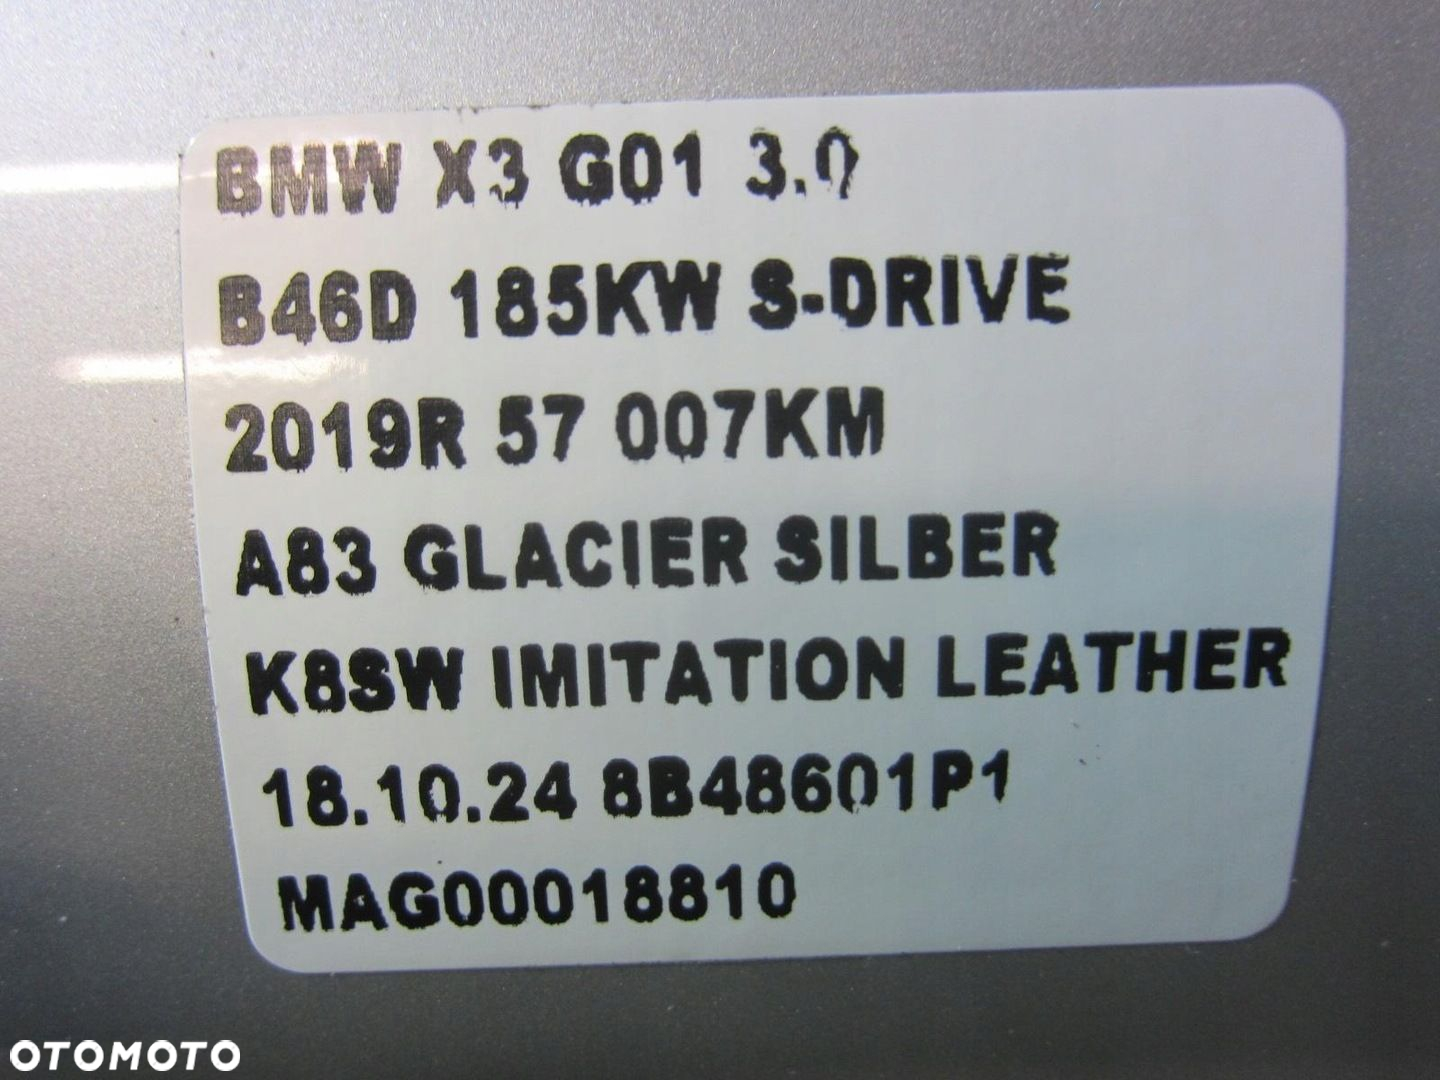 BMW X3 G01 3.0
B46D 185KW S-DRIVE
2019R 57 007KM
A83 GLACIER SILBER
K8SW IMITATION LEATHER
18.10.24 8B48601P1
MAG00018810
OTOMOTO